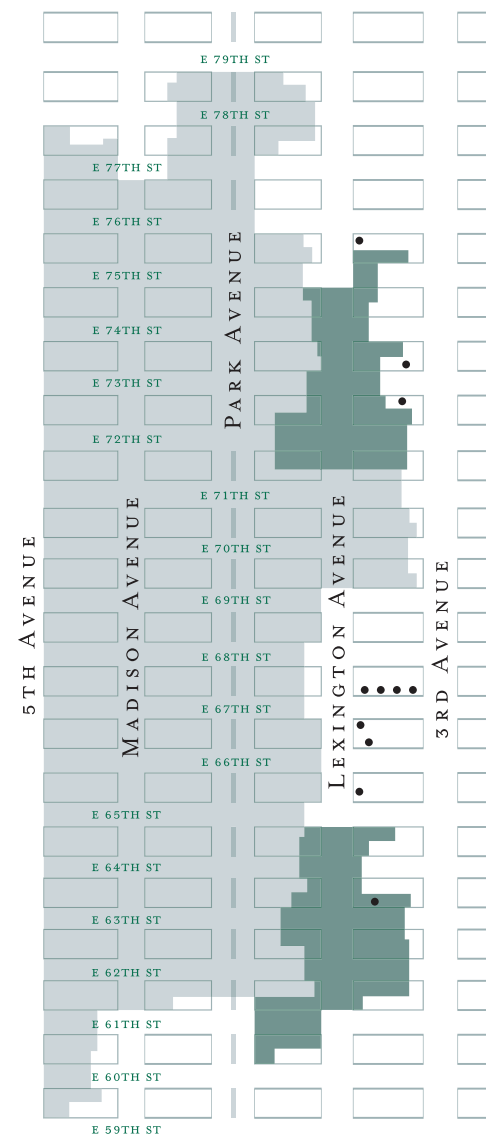 E 79TH ST
E 78TH ST
E 77TH ST
E 76TH ST
E 75TH ST
E 74TH ST
E 73TH ST
E 72TH ST
E 71TH ST
E 70TH ST
E 69TH ST
E 68TH ST
E 67TH ST
E 66TH ST
E 65TH ST
E 64TH ST
E 63TH ST
E 62TH ST
E 61TH ST
E 60TH ST
E 59TH ST
5TH AVENUE
MADISON AVENUE
PARK AVENUE
LEXINGTON AVENUE
3RD AVENUE